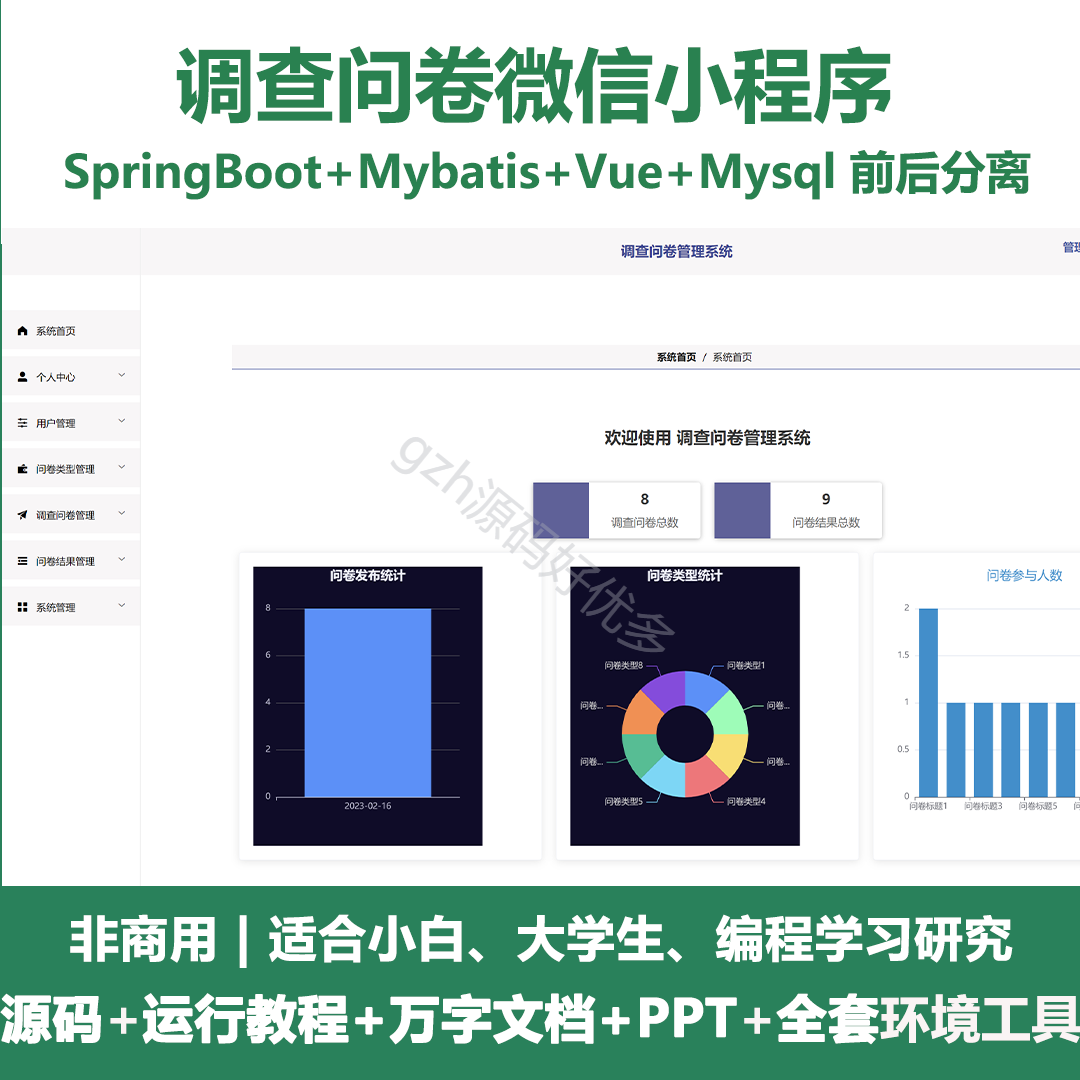 调查问卷微信小程序
SpringBoot+Mybatis+Vue+Mysql 前后分离
调查问卷管理系统
管理
系统首页
个人中心
用户管理
问卷类型管理
调查问卷管理
问卷结果管理
系统管理
系统首页 / 系统首页
欢迎使用 调查问卷管理系统
8
调查问卷总数
9
问卷结果总数
gzh源码好优多
问卷发布统计
8
6
4
2
0
2023-02-16
问卷类型统计
问卷类型8
问卷类型1
问卷...
问卷...
问卷...
问卷...
问卷类型5
问卷类型4
问卷参与人数
2
1.5
1
0.5
0
问卷标题1
问卷标题3
问卷标题5
非商用｜适合小白、大学生、编程学习研究
源码+运行教程+万字文档+PPT+全套环境工具